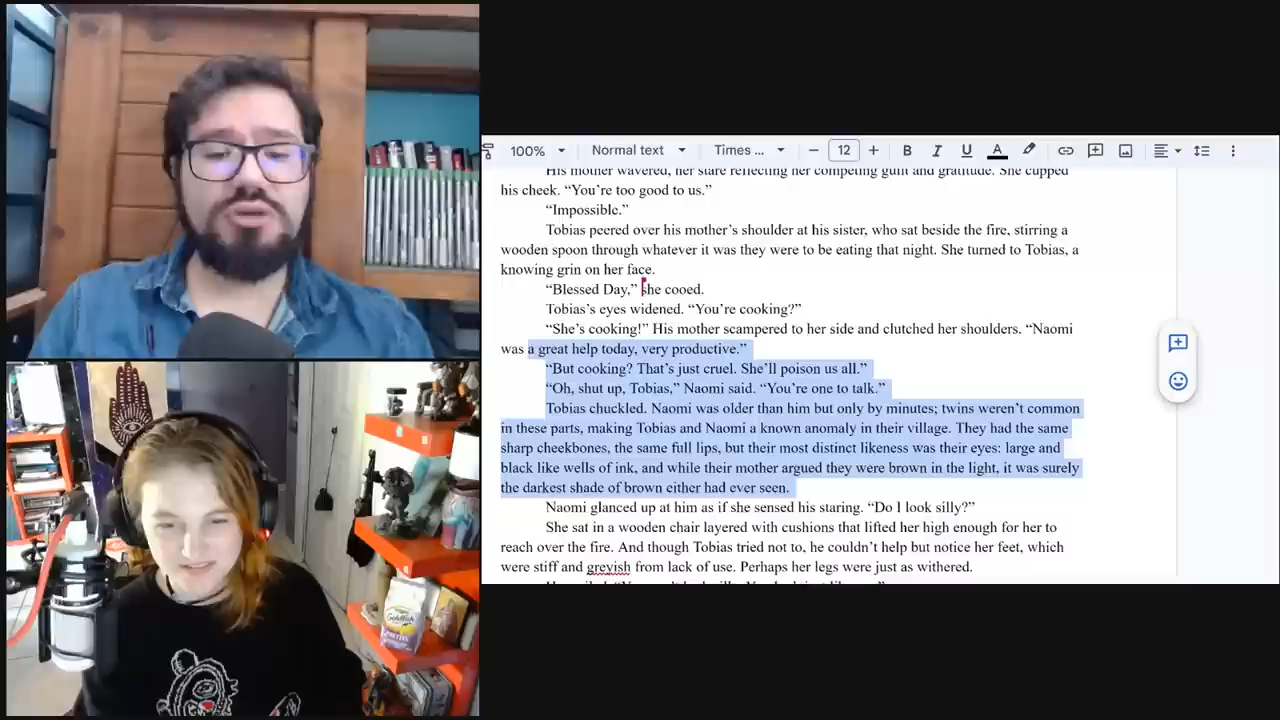 100% Normal text Times ... 12 B I U A
His mother wavered, her stare reflecting her competing guilt and gratitude. She cupped
his cheek. “You’re too good to us.”
“Impossible.”
Tobias peered over his mother’s shoulder at his sister, who sat beside the fire, stirring a
wooden spoon through whatever it was they were to be eating that night. She turned to Tobias, a
knowing grin on her face.
“Blessed Day,” she cooed.
Tobias’s eyes widened. “You’re cooking?”
“She’s cooking!” His mother scampered to her side and clutched her shoulders. “Naomi
was a great help today, very productive.”
“But cooking? That’s just cruel. She’ll poison us all.”
“Oh, shut up, Tobias,” Naomi said. “You’re one to talk.”
Tobias chuckled. Naomi was older than him but only by minutes; twins weren’t common
in these parts, making Tobias and Naomi a known anomaly in their village. They had the same
sharp cheekbones, the same full lips, but their most distinct likeness was their eyes: large and
black like wells of ink, and while their mother argued they were brown in the light, it was surely
the darkest shade of brown either had ever seen.
Naomi glanced up at him as if she sensed his staring. “Do I look silly?”
She sat in a wooden chair layered with cushions that lifted her high enough for her to
reach over the fire. And though Tobias tried not to, he couldn’t help but notice her feet, which
were stiff and greyish from lack of use. Perhaps her legs were just as withered.
Goldfish